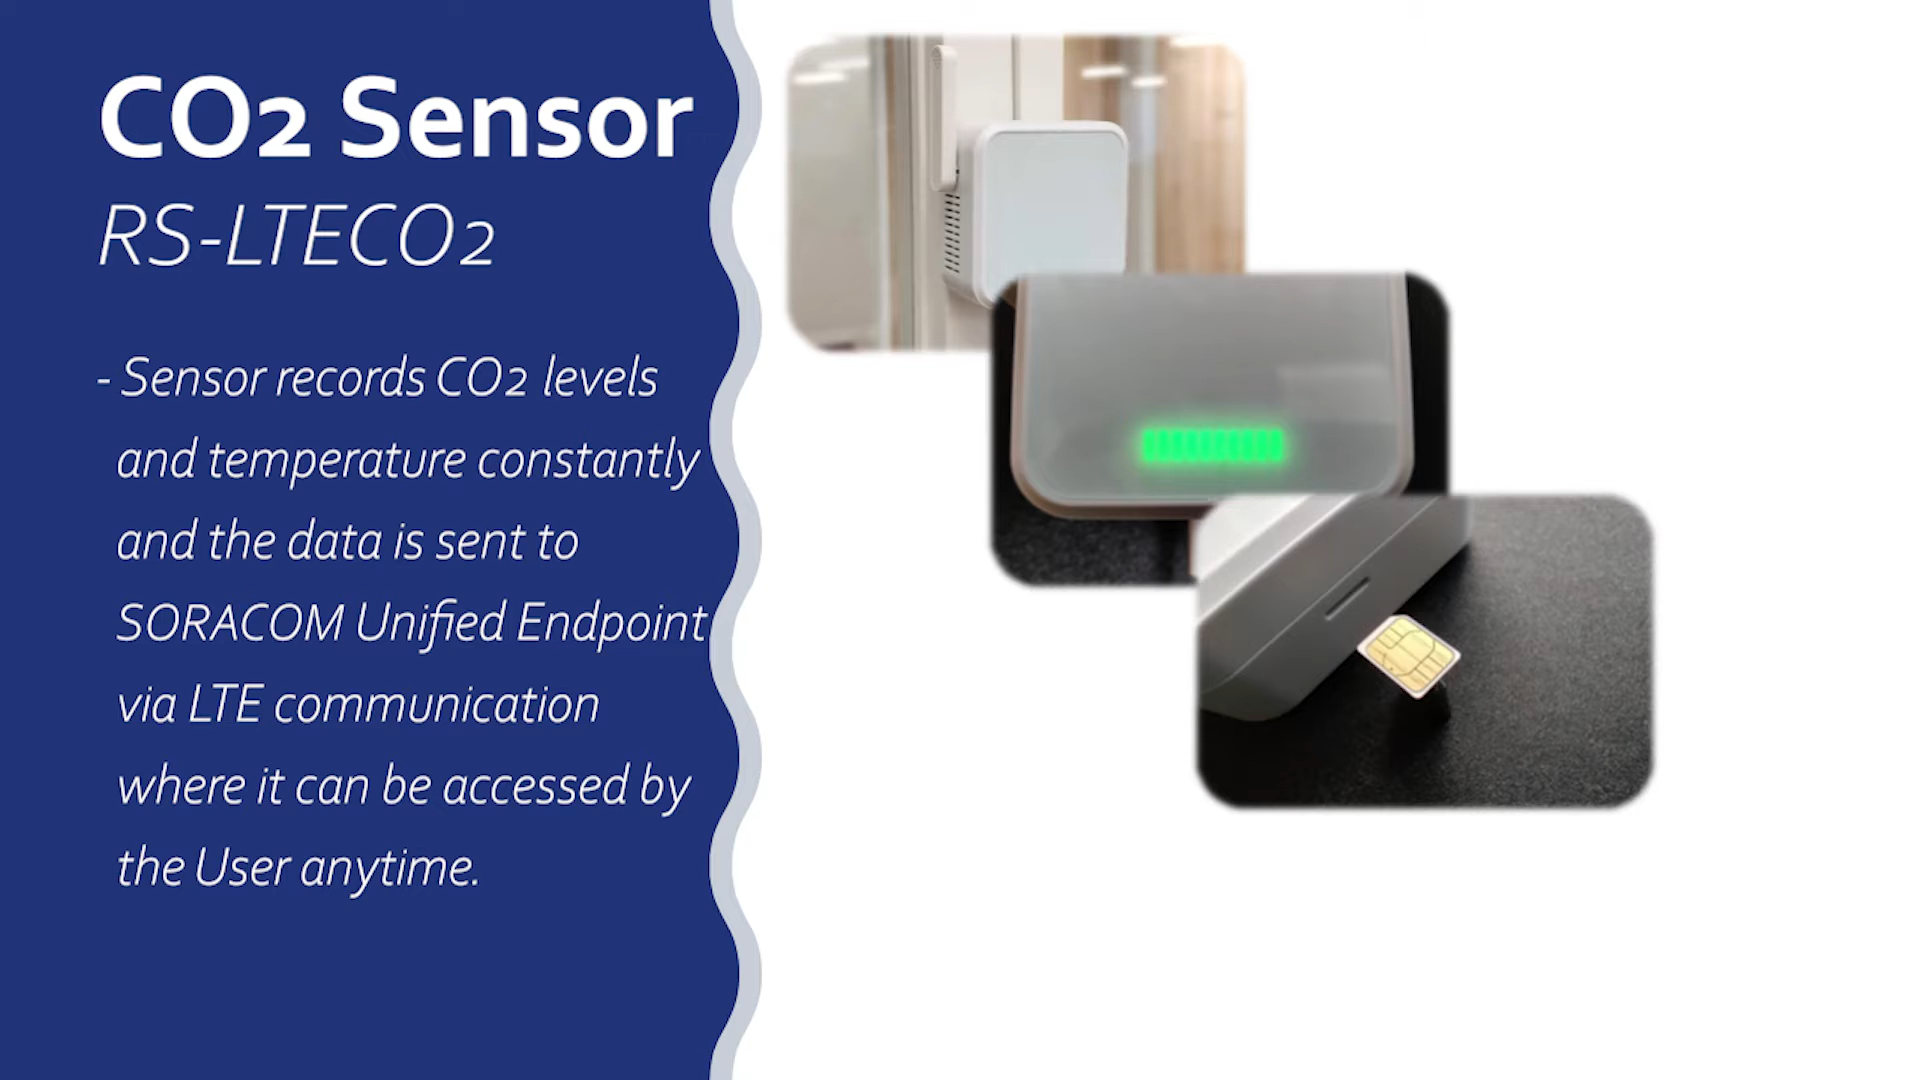 CO2 Sensor
RS-LTECO2
- Sensor records CO2 levels
and temperature constantly
and the data is sent to
SORACOM Unified Endpoint
via LTE communication
where it can be accessed by
the User anytime.